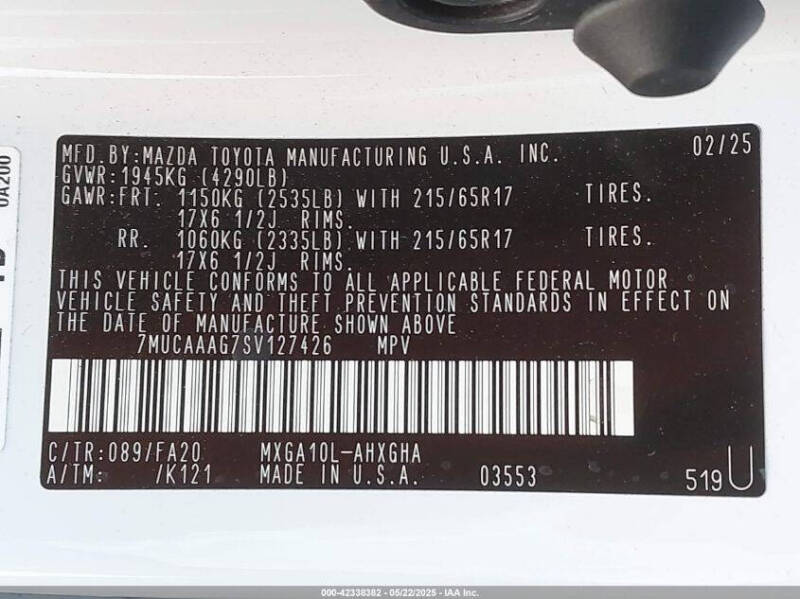 MFD.BY:MAZDA TOYOTA MANUFACTURING U.S.A. INC. 02/25
GVWR:1945KG (4290LB)
GAWR:FRT. 1150KG (2535LB) WITH 215/65R17 TIRES.
17X6 1/2J RIMS.
RR. 1060KG (2335LB) WITH 215/65R17 TIRES.
17X6 1/2J RIMS.
THIS VEHICLE CONFORMS TO ALL APPLICABLE FEDERAL MOTOR
VEHICLE SAFETY AND THEFT PREVENTION STANDARDS IN EFFECT ON
THE DATE OF MANUFACTURE SHOWN ABOVE
7MUCAAAG7SV127426 MPV
C/TR:089/FA20 MXGA10L-AHXGHA
A/TM: /K121 MADE IN U.S.A. 03553 519U
0A200
000-42338382 - 05/22/2025 - IAA Inc.